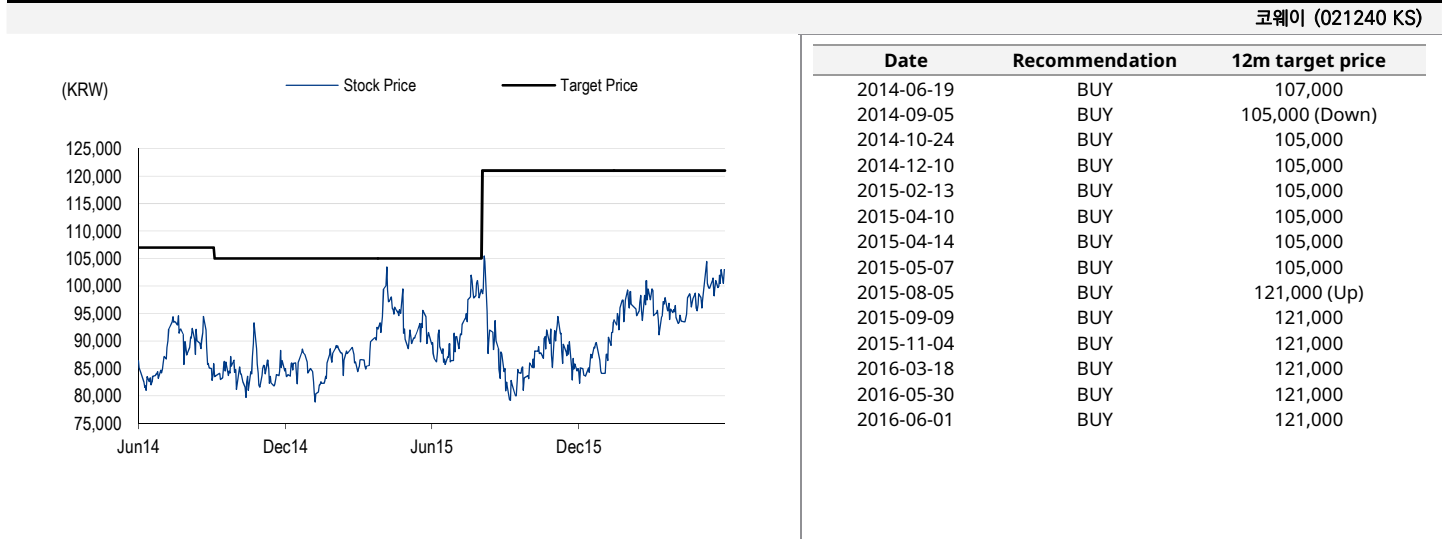 코웨이 (021240 KS)
(KRW)
Stock Price
Target Price
125,000
120,000
115,000
110,000
105,000
100,000
95,000
90,000
85,000
80,000
75,000
Jun14 Dec14 Jun15 Dec15
Date Recommendation 12m target price
2014-06-19 BUY 107,000
2014-09-05 BUY 105,000 (Down)
2014-10-24 BUY 105,000
2014-12-10 BUY 105,000
2015-02-13 BUY 105,000
2015-04-10 BUY 105,000
2015-04-14 BUY 105,000
2015-05-07 BUY 105,000
2015-08-05 BUY 121,000 (Up)
2015-09-09 BUY 121,000
2015-11-04 BUY 121,000
2016-03-18 BUY 121,000
2016-05-30 BUY 121,000
2016-06-01 BUY 121,000